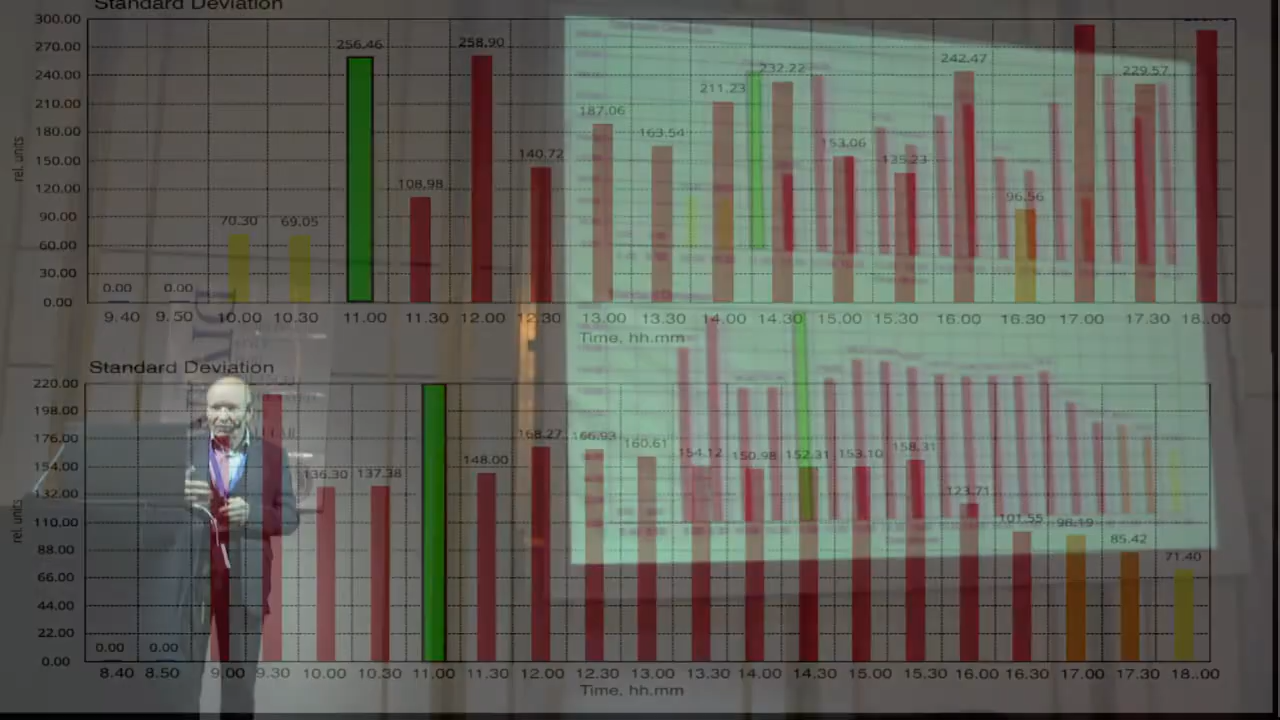 Standard Deviation
300.00
270.00
240.00
210.00
180.00
150.00
120.00
90.00
60.00
30.00
0.00
rel. units
0.00 0.00 70.30 69.05 256.46 108.98 258.90 140.72 187.06 163.54 211.23 232.22 153.06 135.23 242.47 96.56 229.57
9.40 9.50 10.00 10.30 11.00 11.30 12.00 12.30 13.00 13.30 14.00 14.30 15.00 15.30 16.00 16.30 17.00 17.30 18..00
Time, hh.mm
Standard Deviation
220.00
198.00
176.00
154.00
132.00
110.00
88.00
66.00
44.00
22.00
0.00
rel. units
0.00 0.00 136.30 137.38 148.00 168.27 166.93 160.61 154.12 150.98 152.31 153.10 158.31 123.71 101.55 98.19 85.42 71.40
8.40 8.50 9.00 9.30 10.00 10.30 11.00 11.30 12.00 12.30 13.00 13.30 14.00 14.30 15.00 15.30 16.00 16.30 17.00 17.30 18..00
Time, hh.mm